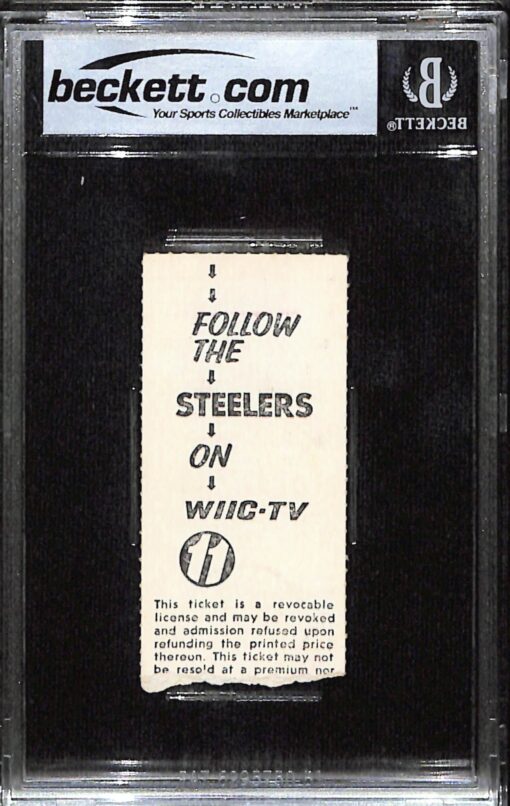 beckett.com
Your Sports Collectibles Marketplace™
B
BECKETT®
FOLLOW
THE
STEELERS
ON
WIIC-TV
11
This ticket is a revocable
license and may be revoked
and admission refused upon
refunding the printed price
thereon. This ticket may not
be resold at a premium nor